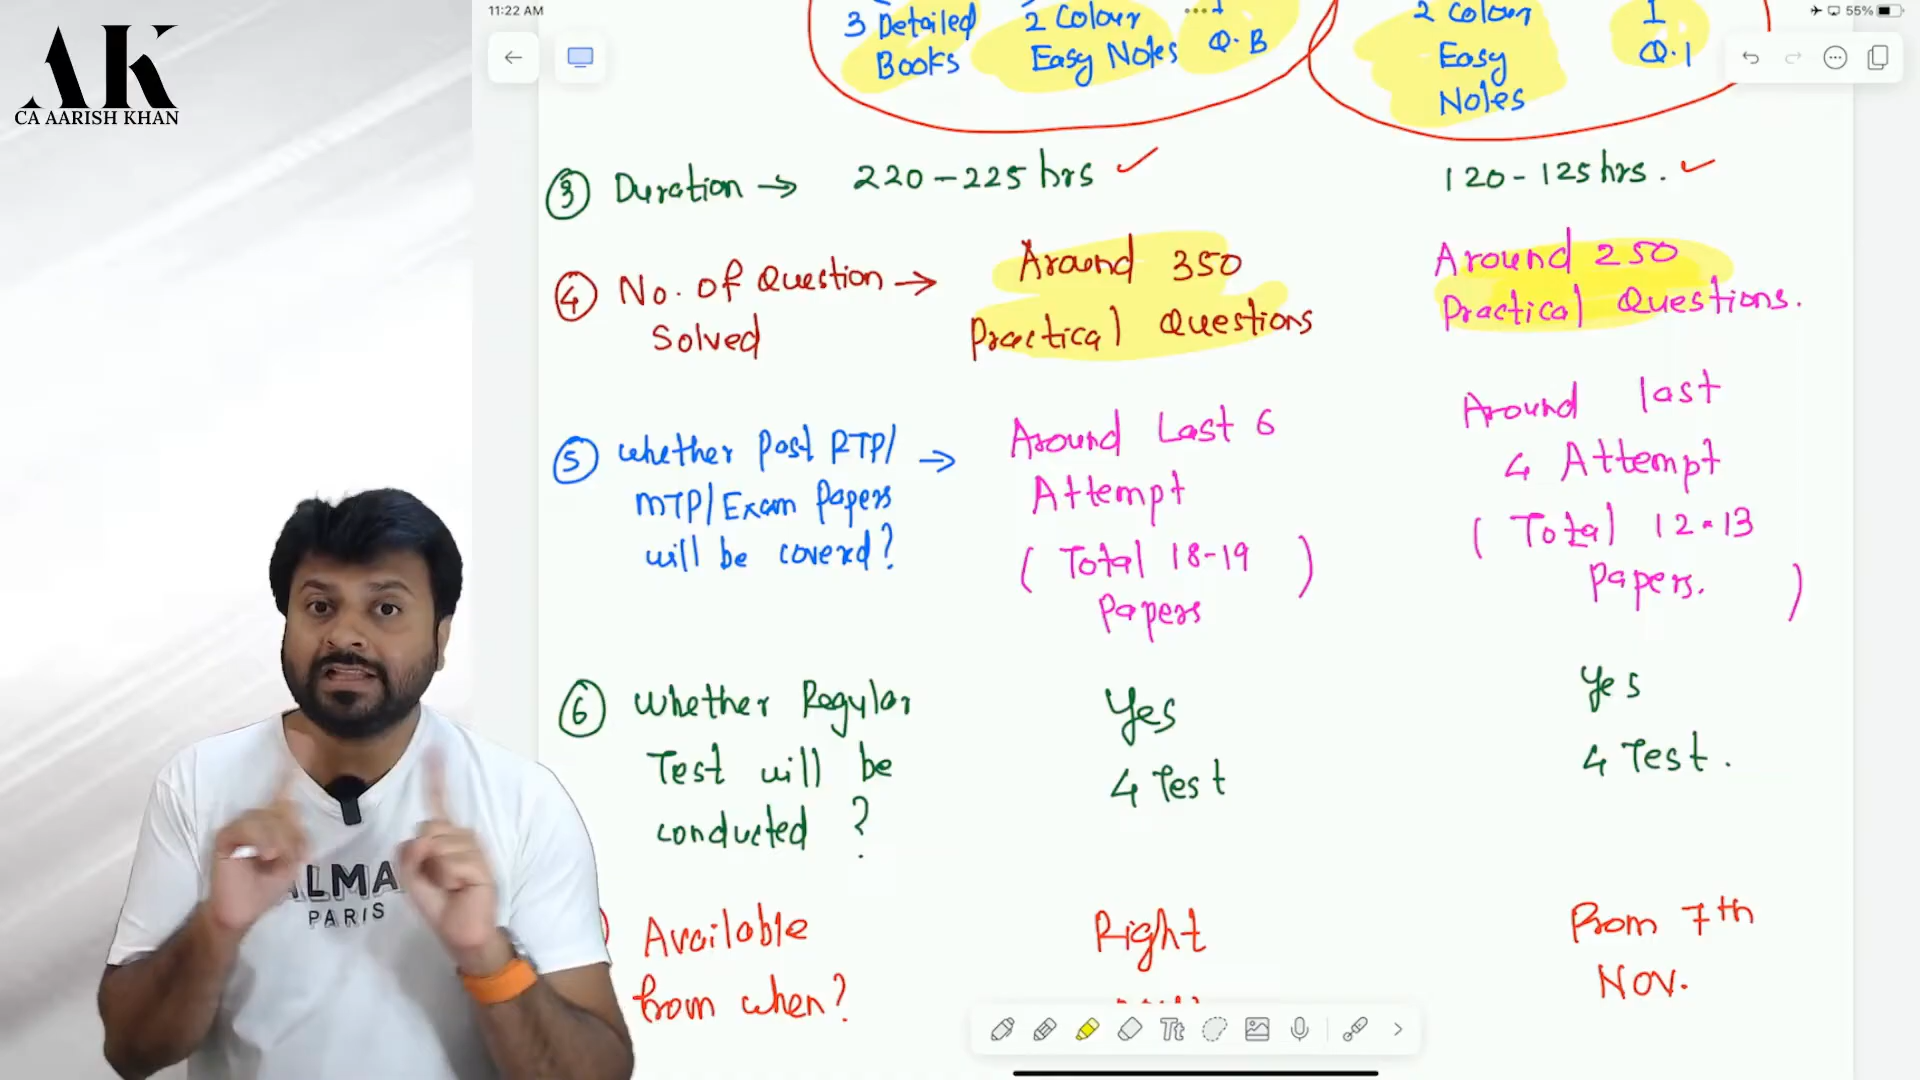 11:22 AM
55%
AK
CA AARISH KHAN
3 Detailed Books
2 Colour Easy Notes
1 Q.B
2 Colour Easy Notes
1 Q.
③ Duration → 220-225 hrs ✓ 120-125 hrs. ✓
④ No. of Question Solved → Around 350 Practical Questions
Around 250 Practical Questions.
⑤ Whether Past RTP/
MTP/Exam Papers
will be coverd? →
Around Last 6
Attempt
(Total 18-19
Papers)
Around last
4 Attempt
(Total 12-13
Papers.)
⑥ Whether Regular
Test will be
conducted?
Yes
4 Test
Yes
4 Test.
Available
from when?
Right
From 7th
Nov.
Tt
ALMA
PARIS